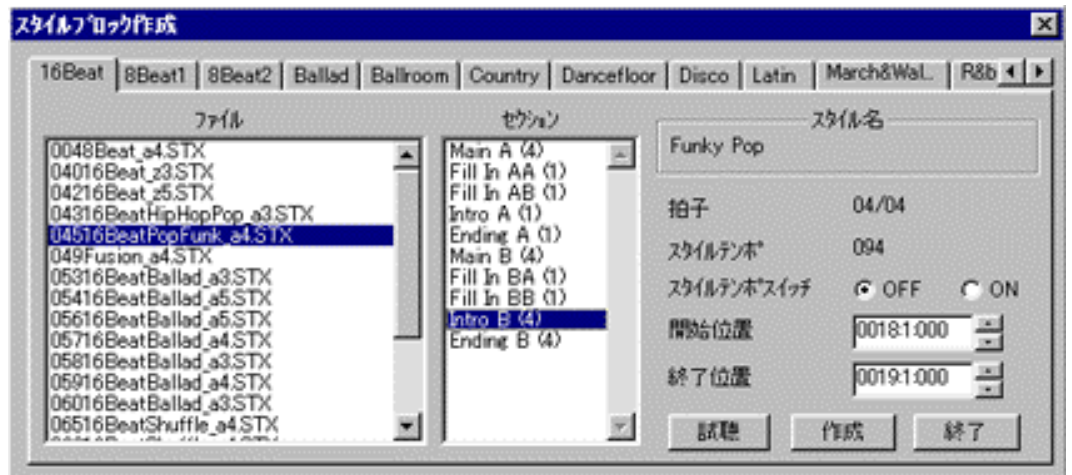 スタイルブロック作成
16Beat 8Beat1 8Beat2 Ballad Ballroom Country Dancefloor Disco Latin March&Wal... R&b
ファイル
0048Beat_a4.STX
04016Beat_z3.STX
04216Beat_z5.STX
04316BeatHipHopPop_a3.STX
04516BeatPopFunk_a4.STX
049Fusion_a4.STX
05316BeatBallad_a3.STX
05416BeatBallad_a5.STX
05616BeatBallad_a5.STX
05716BeatBallad_a4.STX
05816BeatBallad_a3.STX
05916BeatBallad_a4.STX
06016BeatBallad_a3.STX
06516BeatShuffle_a4.STX
セクション
Main A (4)
Fill In AA (1)
Fill In AB (1)
Intro A (1)
Ending A (1)
Main B (4)
Fill In BA (1)
Fill In BB (1)
Intro B (4)
Ending B (4)
スタイル名
Funky Pop
拍子 04/04
スタイルテンポ 094
スタイルテンポスイッチ OFF ON
開始位置 0018:1:000
終了位置 0019:1:000
試聴 作成 終了